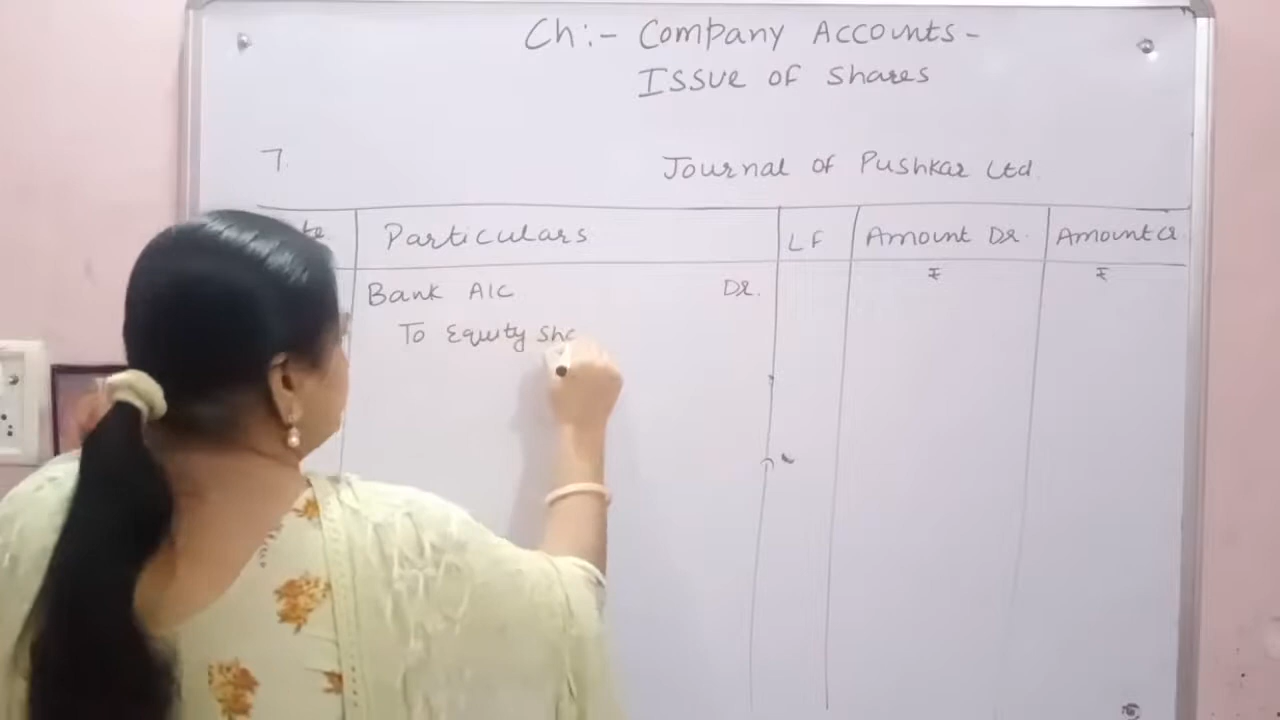 Ch:- Company Accounts-
Issue of Shares
7. Journal of Pushkar Ltd.
Particulars LF Amount Dr. Amount Cr
₹ ₹
Bank A/C Dr.
To Equity Sha